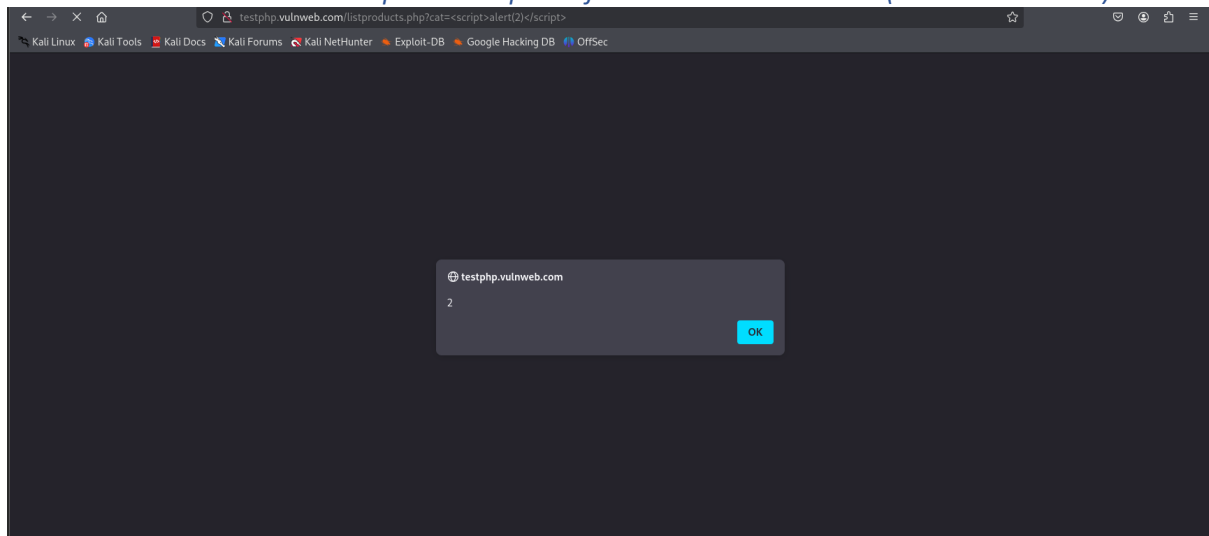 testphp.vulnweb.com/listproducts.php?cat=<script>alert(2)</script>
Kali Linux Kali Tools Kali Docs Kali Forums Kali NetHunter Exploit-DB Google Hacking DB OffSec
testphp.vulnweb.com
2
OK